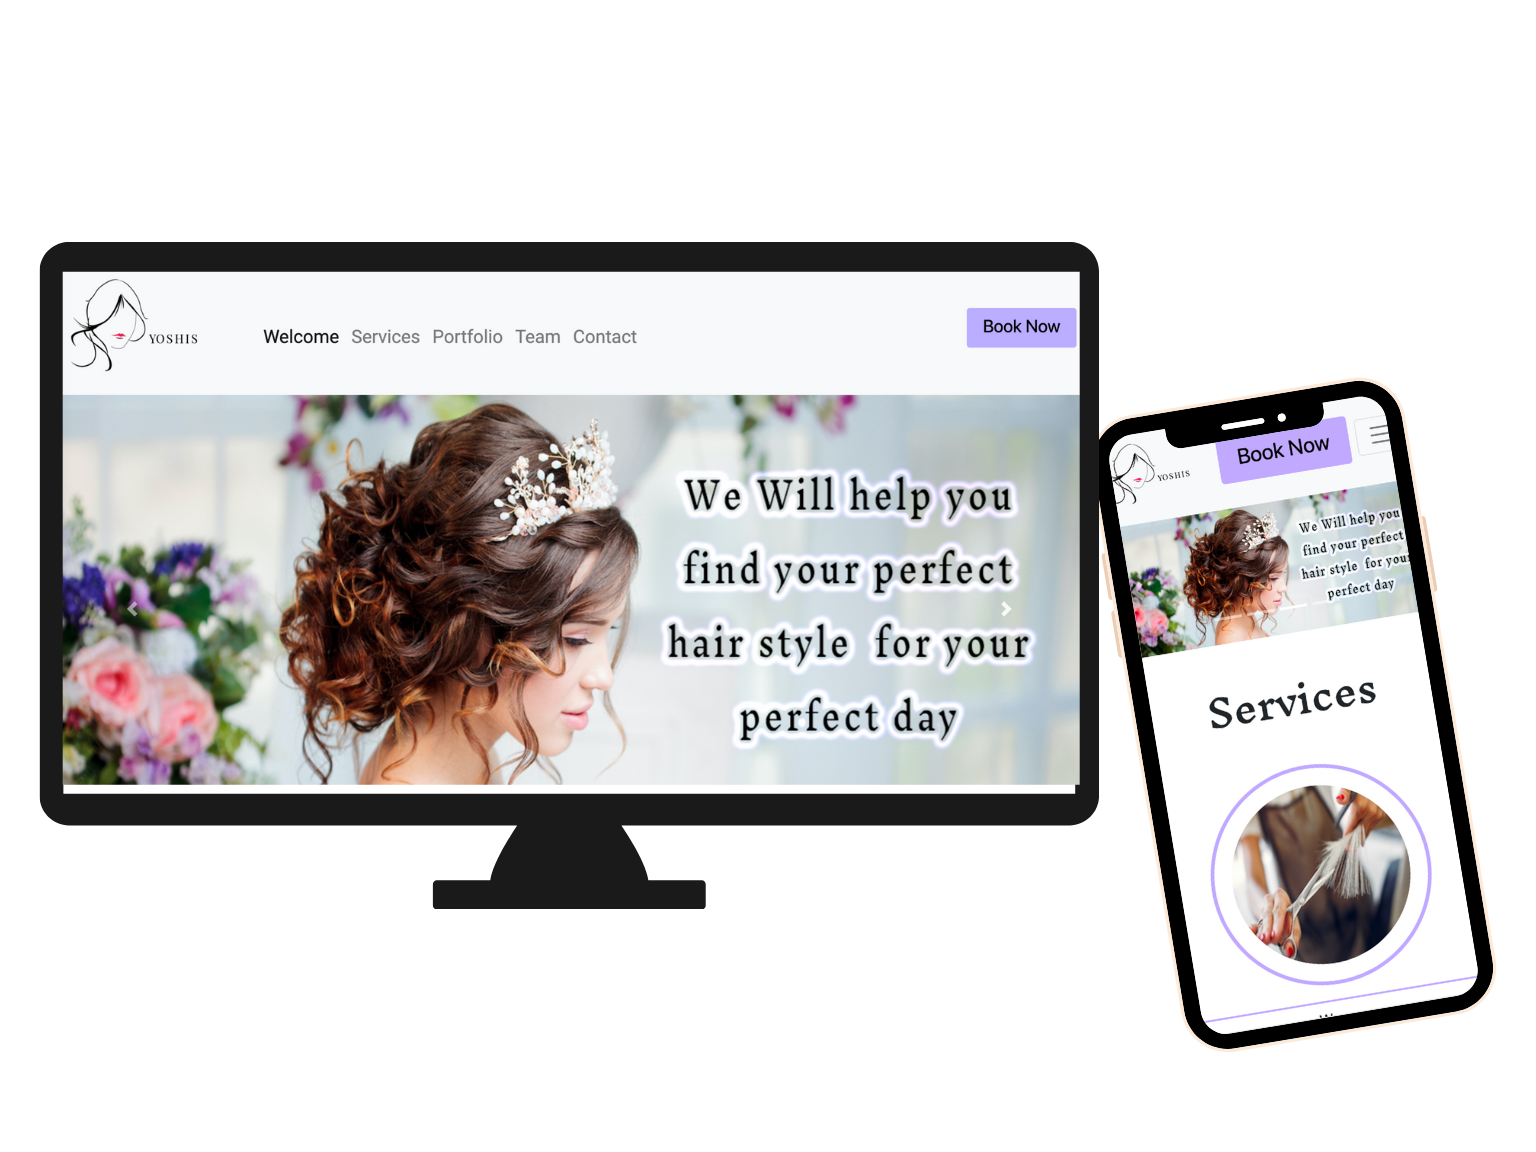 YOSHIS
Welcome Services Portfolio Team Contact
Book Now
We Will help you
find your perfect
hair style for your
perfect day
YOSHIS
Book Now
We Will help you
find your perfect
hair style for your
perfect day
Services